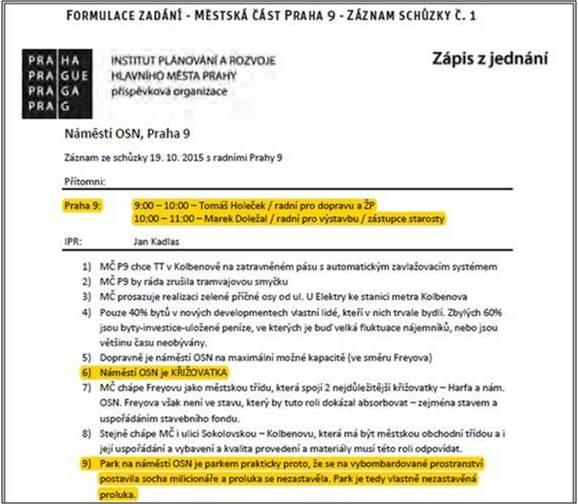 FORMULACE ZADÁNÍ - MĚSTSKÁ ČÁST PRAHA 9 - ZÁZNAM SCHŮZKY Č. 1
PRA HA
PRA GUE
PRA GA
PRA G
INSTITUT PLÁNOVÁNÍ A ROZVOJE
HLAVNÍHO MĚSTA PRAHY
příspěvková organizace
Zápis z jednání
Náměstí OSN, Praha 9
Záznam ze schůzky 19. 10. 2015 s radními Prahy 9
Přítomni:
Praha 9: 9:00 – 10:00 – Tomáš Holeček / radní pro dopravu a ŽP
10:00 – 11:00 – Marek Doležal / radní pro výstavbu / zástupce starosty
IPR: Jan Kadlas
1) MČ P9 chce TT v Kolbenově na zatravněném pásu s automatickým zavlažovacím systémem
2) MČ P9 by ráda zrušila tramvajovou smyčku
3) MČ prosazuje realizaci zelené příčné osy od ul. U Elektry ke stanici metra Kolbenova
4) Pouze 40% bytů v nových developmentech vlastní lidé, kteří v nich trvale bydlí. Zbylých 60%
jsou byty-investice-uložené peníze, ve kterých je buď velká fluktuace nájemníků, nebo jsou
většinu času neobývány.
5) Dopravně je náměstí OSN na maximální možné kapacitě (ve směru Freyova)
6) Náměstí OSN je KŘIŽOVATKA
7) MČ chápe Freyovu jako městskou třídu, která spojí 2 nejdůležitější křižovatky – Harfa a nám.
OSN. Freyova však není ve stavu, který by tuto roli dokázal absorbovat – zejména stavem a
uspořádáním stavebního fondu.
8) Stejně chápe MČ i ulici Sokolovskou – Kolbenovu, která má být městskou obchodní třídou a i
její uspořádání a vybavení a kvalita provedení a materiály musí této roli odpovídat.
9) Park na náměstí OSN je parkem prakticky proto, že se na vybombardované prostranství
postavila socha milicionáře a proluka se nezastavěla. Park je tedy vlastně nezastavěná
proluka.